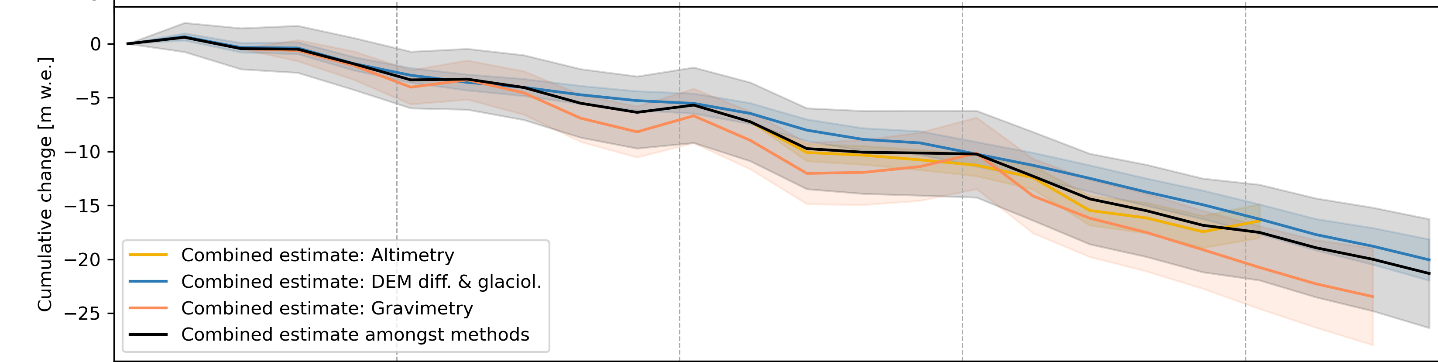 0
−5
−10
−15
−20
−25
Cumulative change [m w.e.]
Combined estimate: Altimetry
Combined estimate: DEM diff. & glaciol.
Combined estimate: Gravimetry
Combined estimate amongst methods